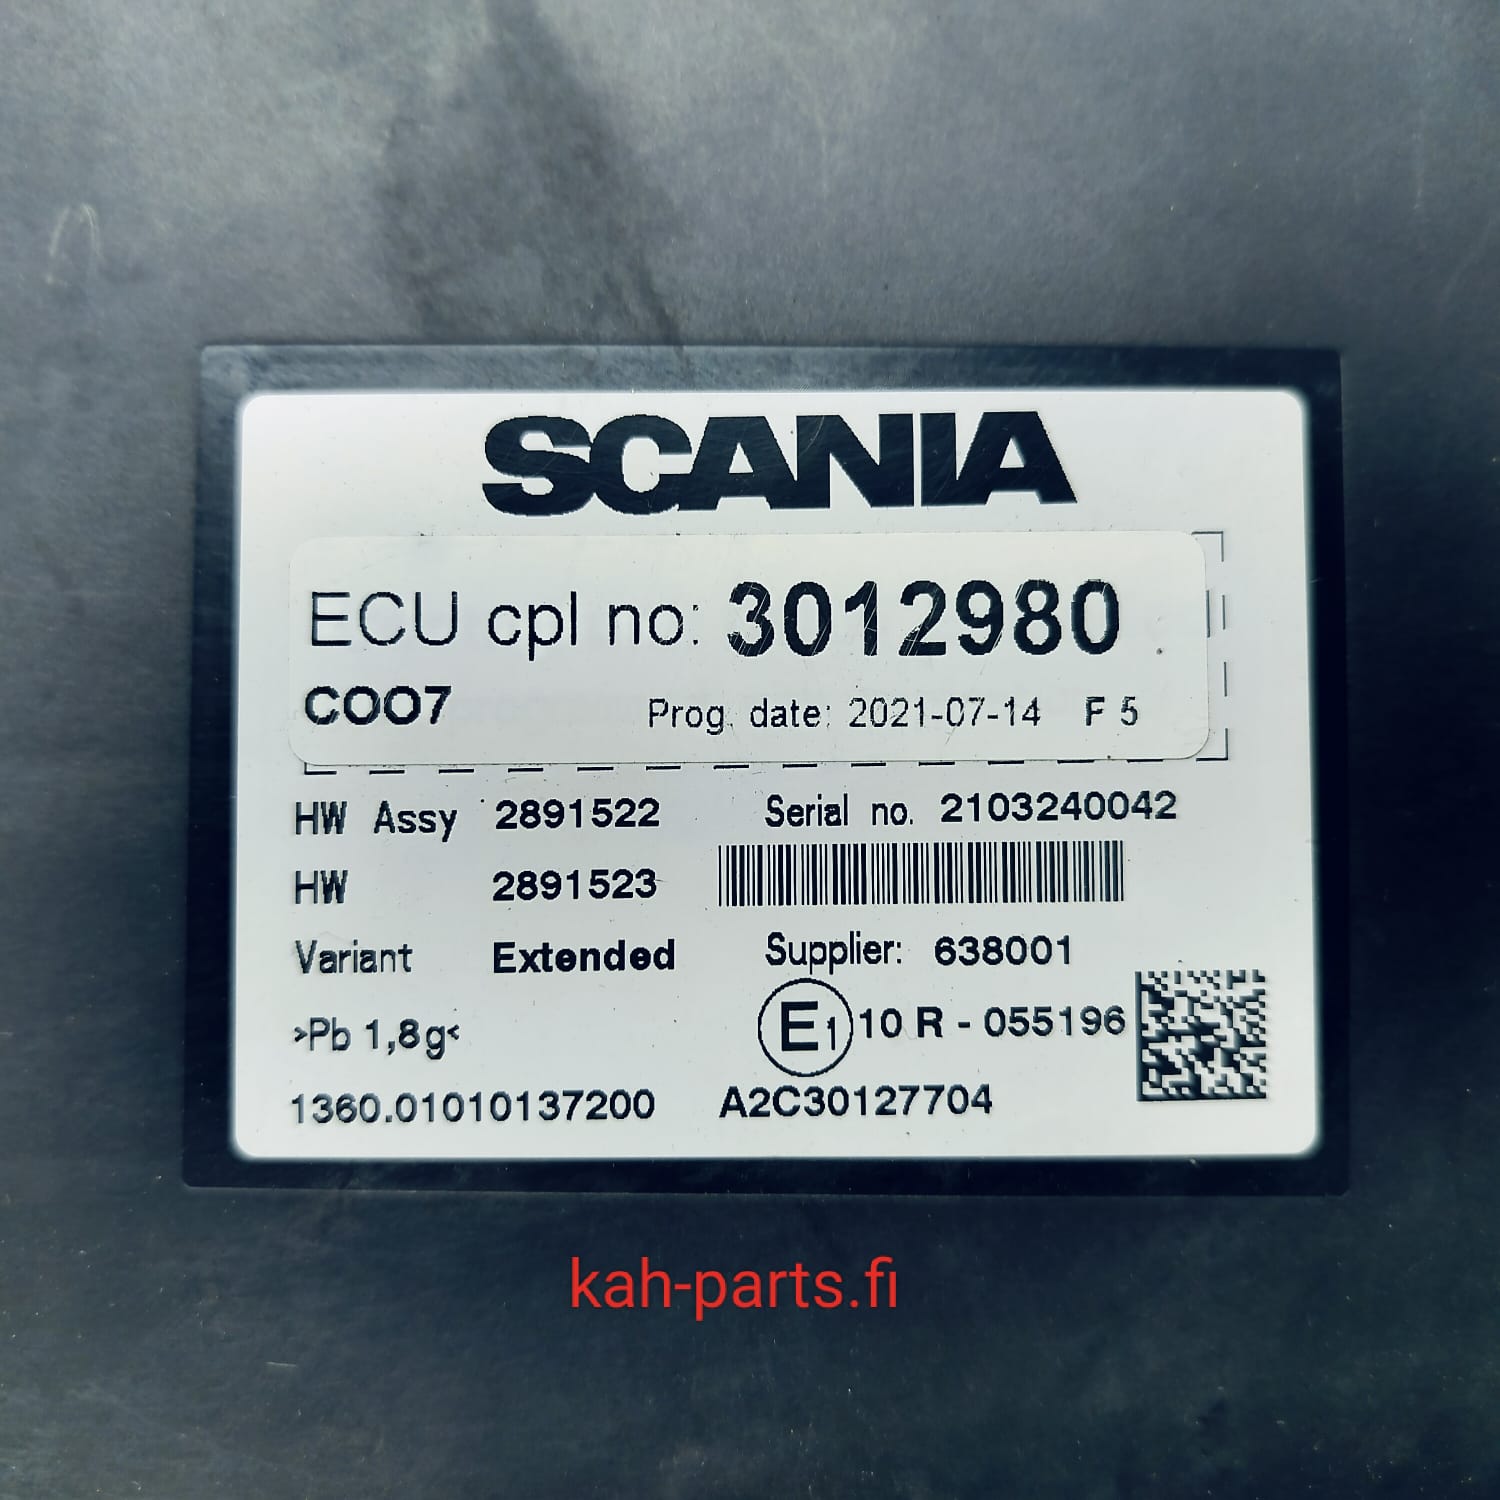 SCANIA
ECU cpl no: 3012980
COO7 Prog. date: 2021-07-14 F 5
HW Assy 2891522 Serial no. 2103240042
HW 2891523
Variant Extended Supplier: 638001
>Pb 1,8g< E1 10 R - 055196
1360.01010137200 A2C30127704
kah-parts.fi